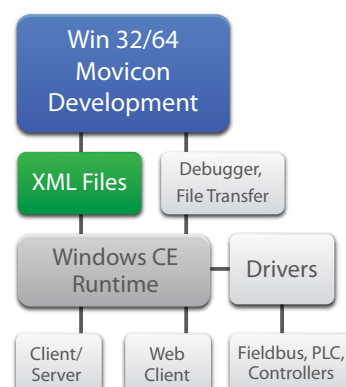 Win 32/64
Movicon
Development
XML Files
Debugger,
File Transfer
Windows CE
Runtime
Drivers
Client/
Server
Web
Client
Fieldbus, PLC,
Controllers